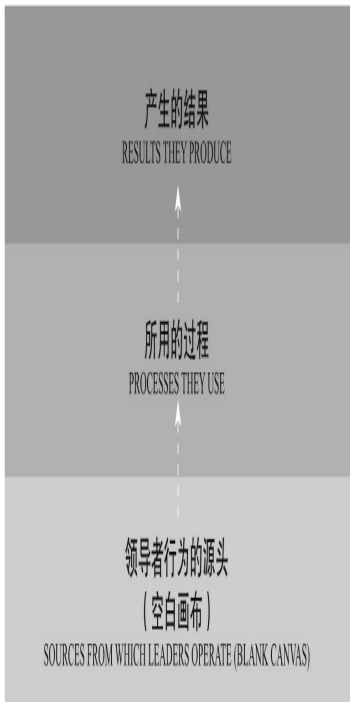 产生的结果
RESULTS THEY PRODUCE
所用的过程
PROCESSES THEY USE
领导者行为的源头
（空白画布）
SOURCES FROM WHICH LEADERS OPERATE (BLANK CANVAS)